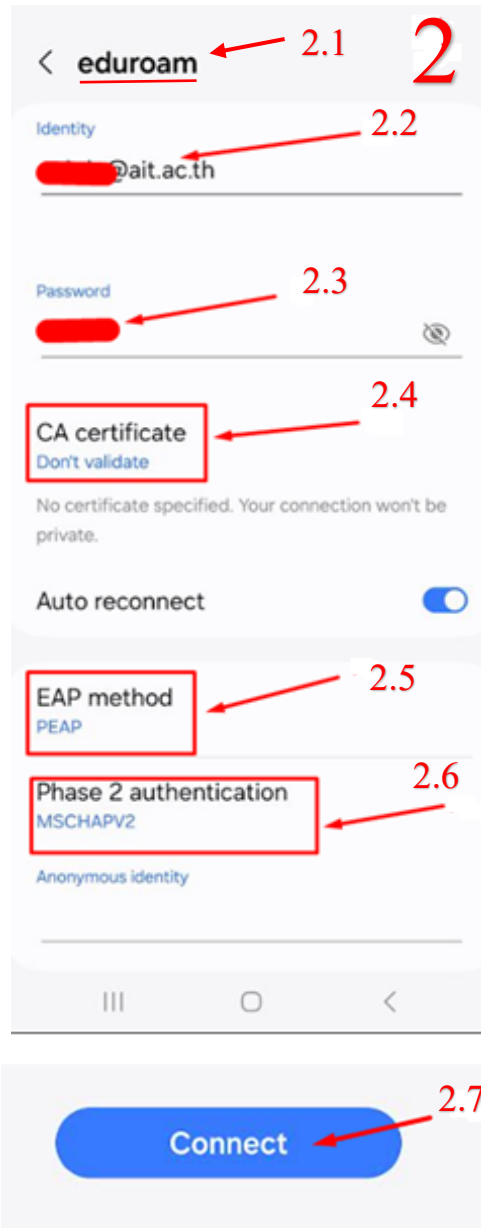 eduroam 2.1 2
Identity 2.2
@ait.ac.th
Password 2.3
2.4
CA certificate
Don't validate
No certificate specified. Your connection won't be
private.
Auto reconnect
2.5
EAP method
PEAP
2.6
Phase 2 authentication
MSCHAPV2
Anonymous identity
2.7
Connect